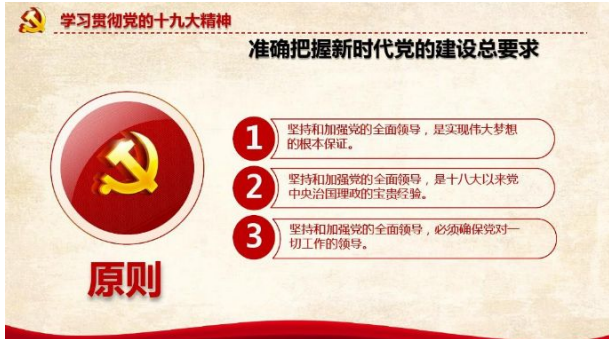 学习贯彻党的十九大精神
准确把握新时代党的建设总要求
1
坚持和加强党的全面领导，是实现伟大梦想
的根本保证。
2
坚持和加强党的全面领导，是十八大以来党
中央治国理政的宝贵经验。
3
坚持和加强党的全面领导，必须确保党对一
切工作的领导。
原则